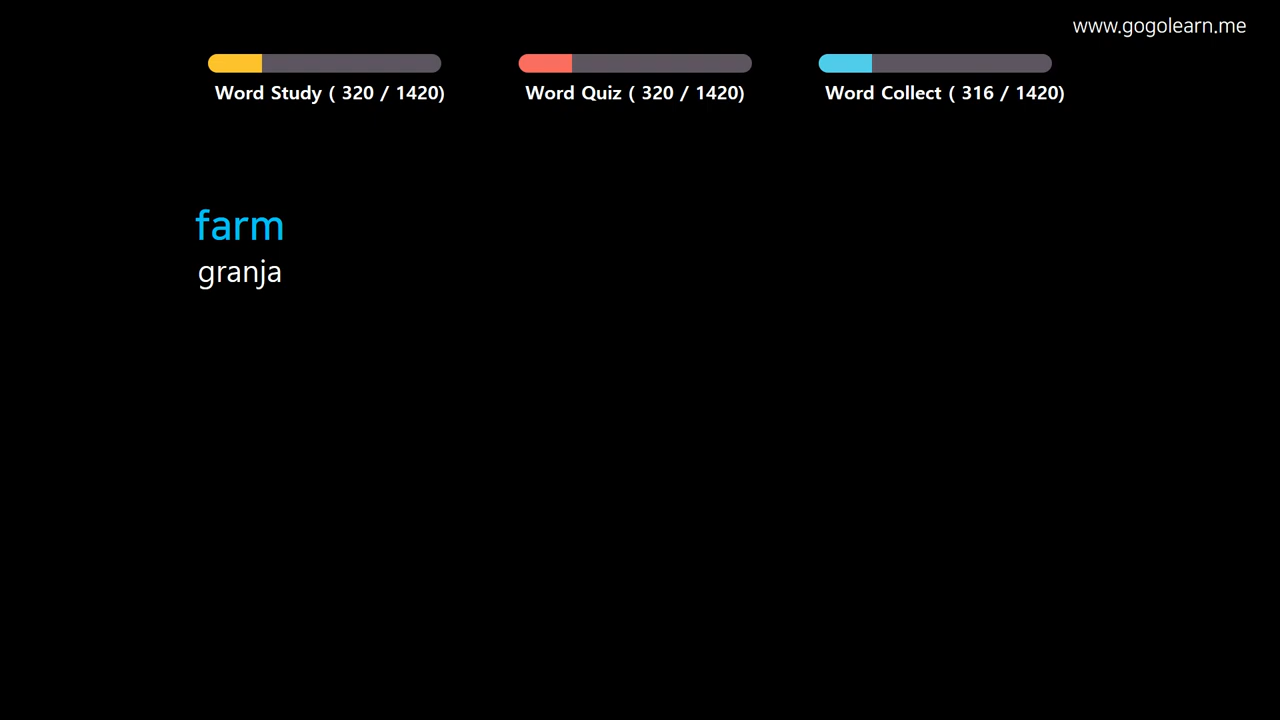 www.gogolearn.me
Word Study ( 320 / 1420)
Word Quiz ( 320 / 1420)
Word Collect ( 316 / 1420)
farm
granja